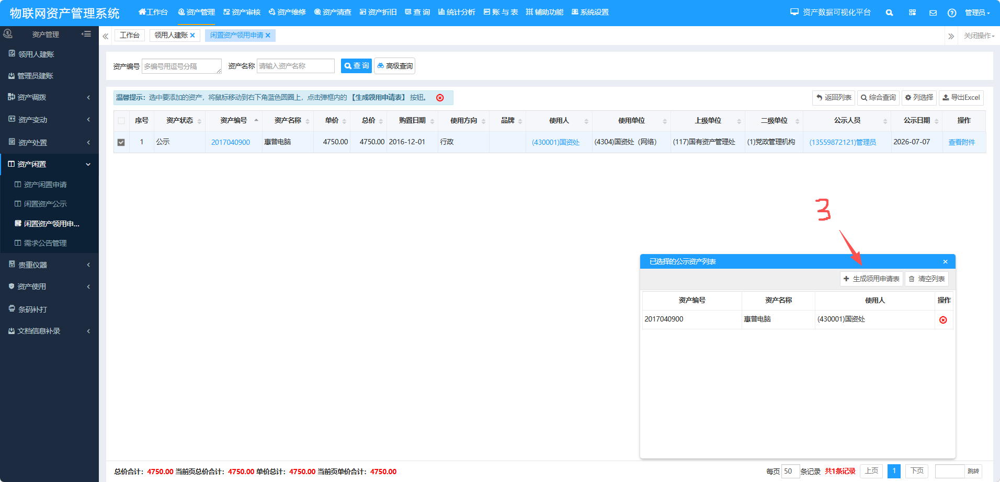 物联网资产管理系统 工作台 资产管理 资产审核 资产维修 资产清查 资产折旧 查 询 统计分析 账 与 表 辅助功能 系统设置 资产数据可视化平台 管理员
资产管理
领用人建账
管理员建账
资产调拨
资产变动
资产处置
资产闲置
资产闲置申请
闲置资产公示
闲置资产领用申...
需求公告管理
贵重仪器
资产使用
条码补打
文档信息补录
工作台 领用人建账 闲置资产领用申请 关闭操作
资产编号 多编号用逗号分隔 资产名称 请输入资产名称 查 询 高级查询
温馨提示：选中要添加的资产，将鼠标移动到右下角蓝色圆圈上，点击弹框内的【生成领用申请表】按钮。
返回列表 综合查询 列选择 导出Excel
序号 资产状态 资产编号 资产名称 单价 总价 购置日期 使用方向 品牌 使用人 使用单位 上级单位 二级单位 公示人员 公示日期 操作
1 公示 2017040900 惠普电脑 4750.00 4750.00 2016-12-01 行政 (430001)国资处 (4304)国资处（网络） (117)国有资产管理处 (1)党政管理机构 (13559872121)管理员 2026-07-07 查看附件
3
已选择的公示资产列表
生成领用申请表 清空列表
资产编号 资产名称 使用人 操作
2017040900 惠普电脑 (430001)国资处
总价合计：4750.00 当前页总价合计：4750.00 单价总计：4750.00 当前页单价合计：4750.00
每页 50 条记录 共1条记录 上页 1 下页 跳转